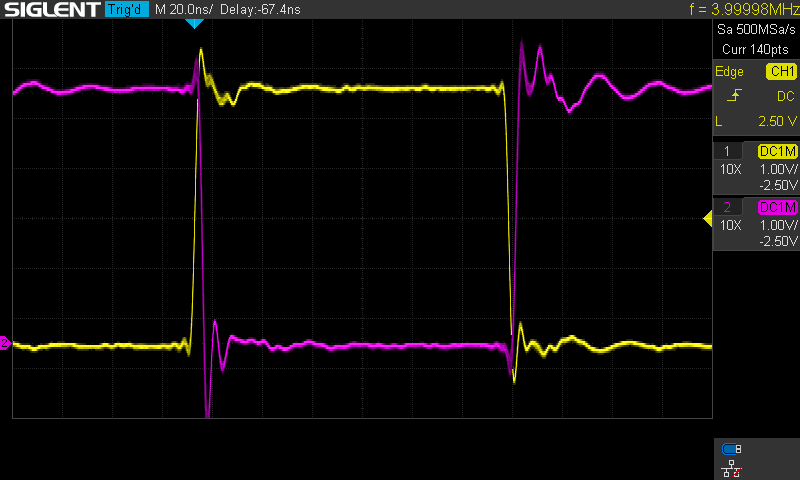 SIGLENT Trig'd M 20.0ns/ Delay:-67.4ns f = 3.99998MHz
Sa 500MSa/s
Curr 140pts
Edge CH1
DC
L 2.50 V
1 DC1M
10X 1.00V/
-2.50V
2 DC1M
10X 1.00V/
-2.50V
2